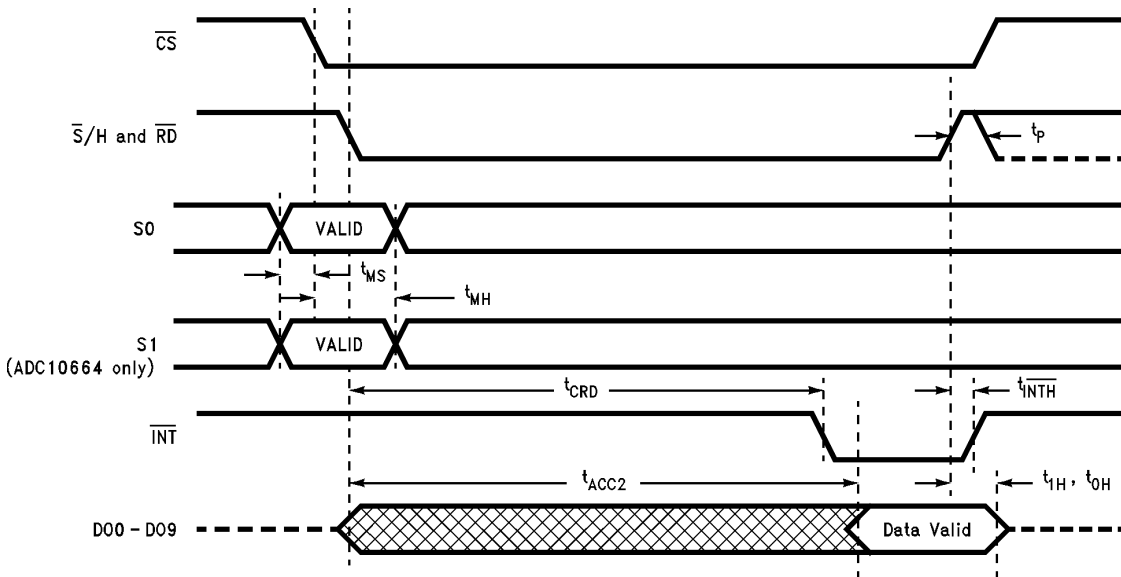 CS
S/H and RD
tP
S0 VALID
tMS
tMH
S1 VALID
(ADC10664 only)
tCRD
tINTH
INT
tACC2
t1H, t0H
D00-D09 Data Valid